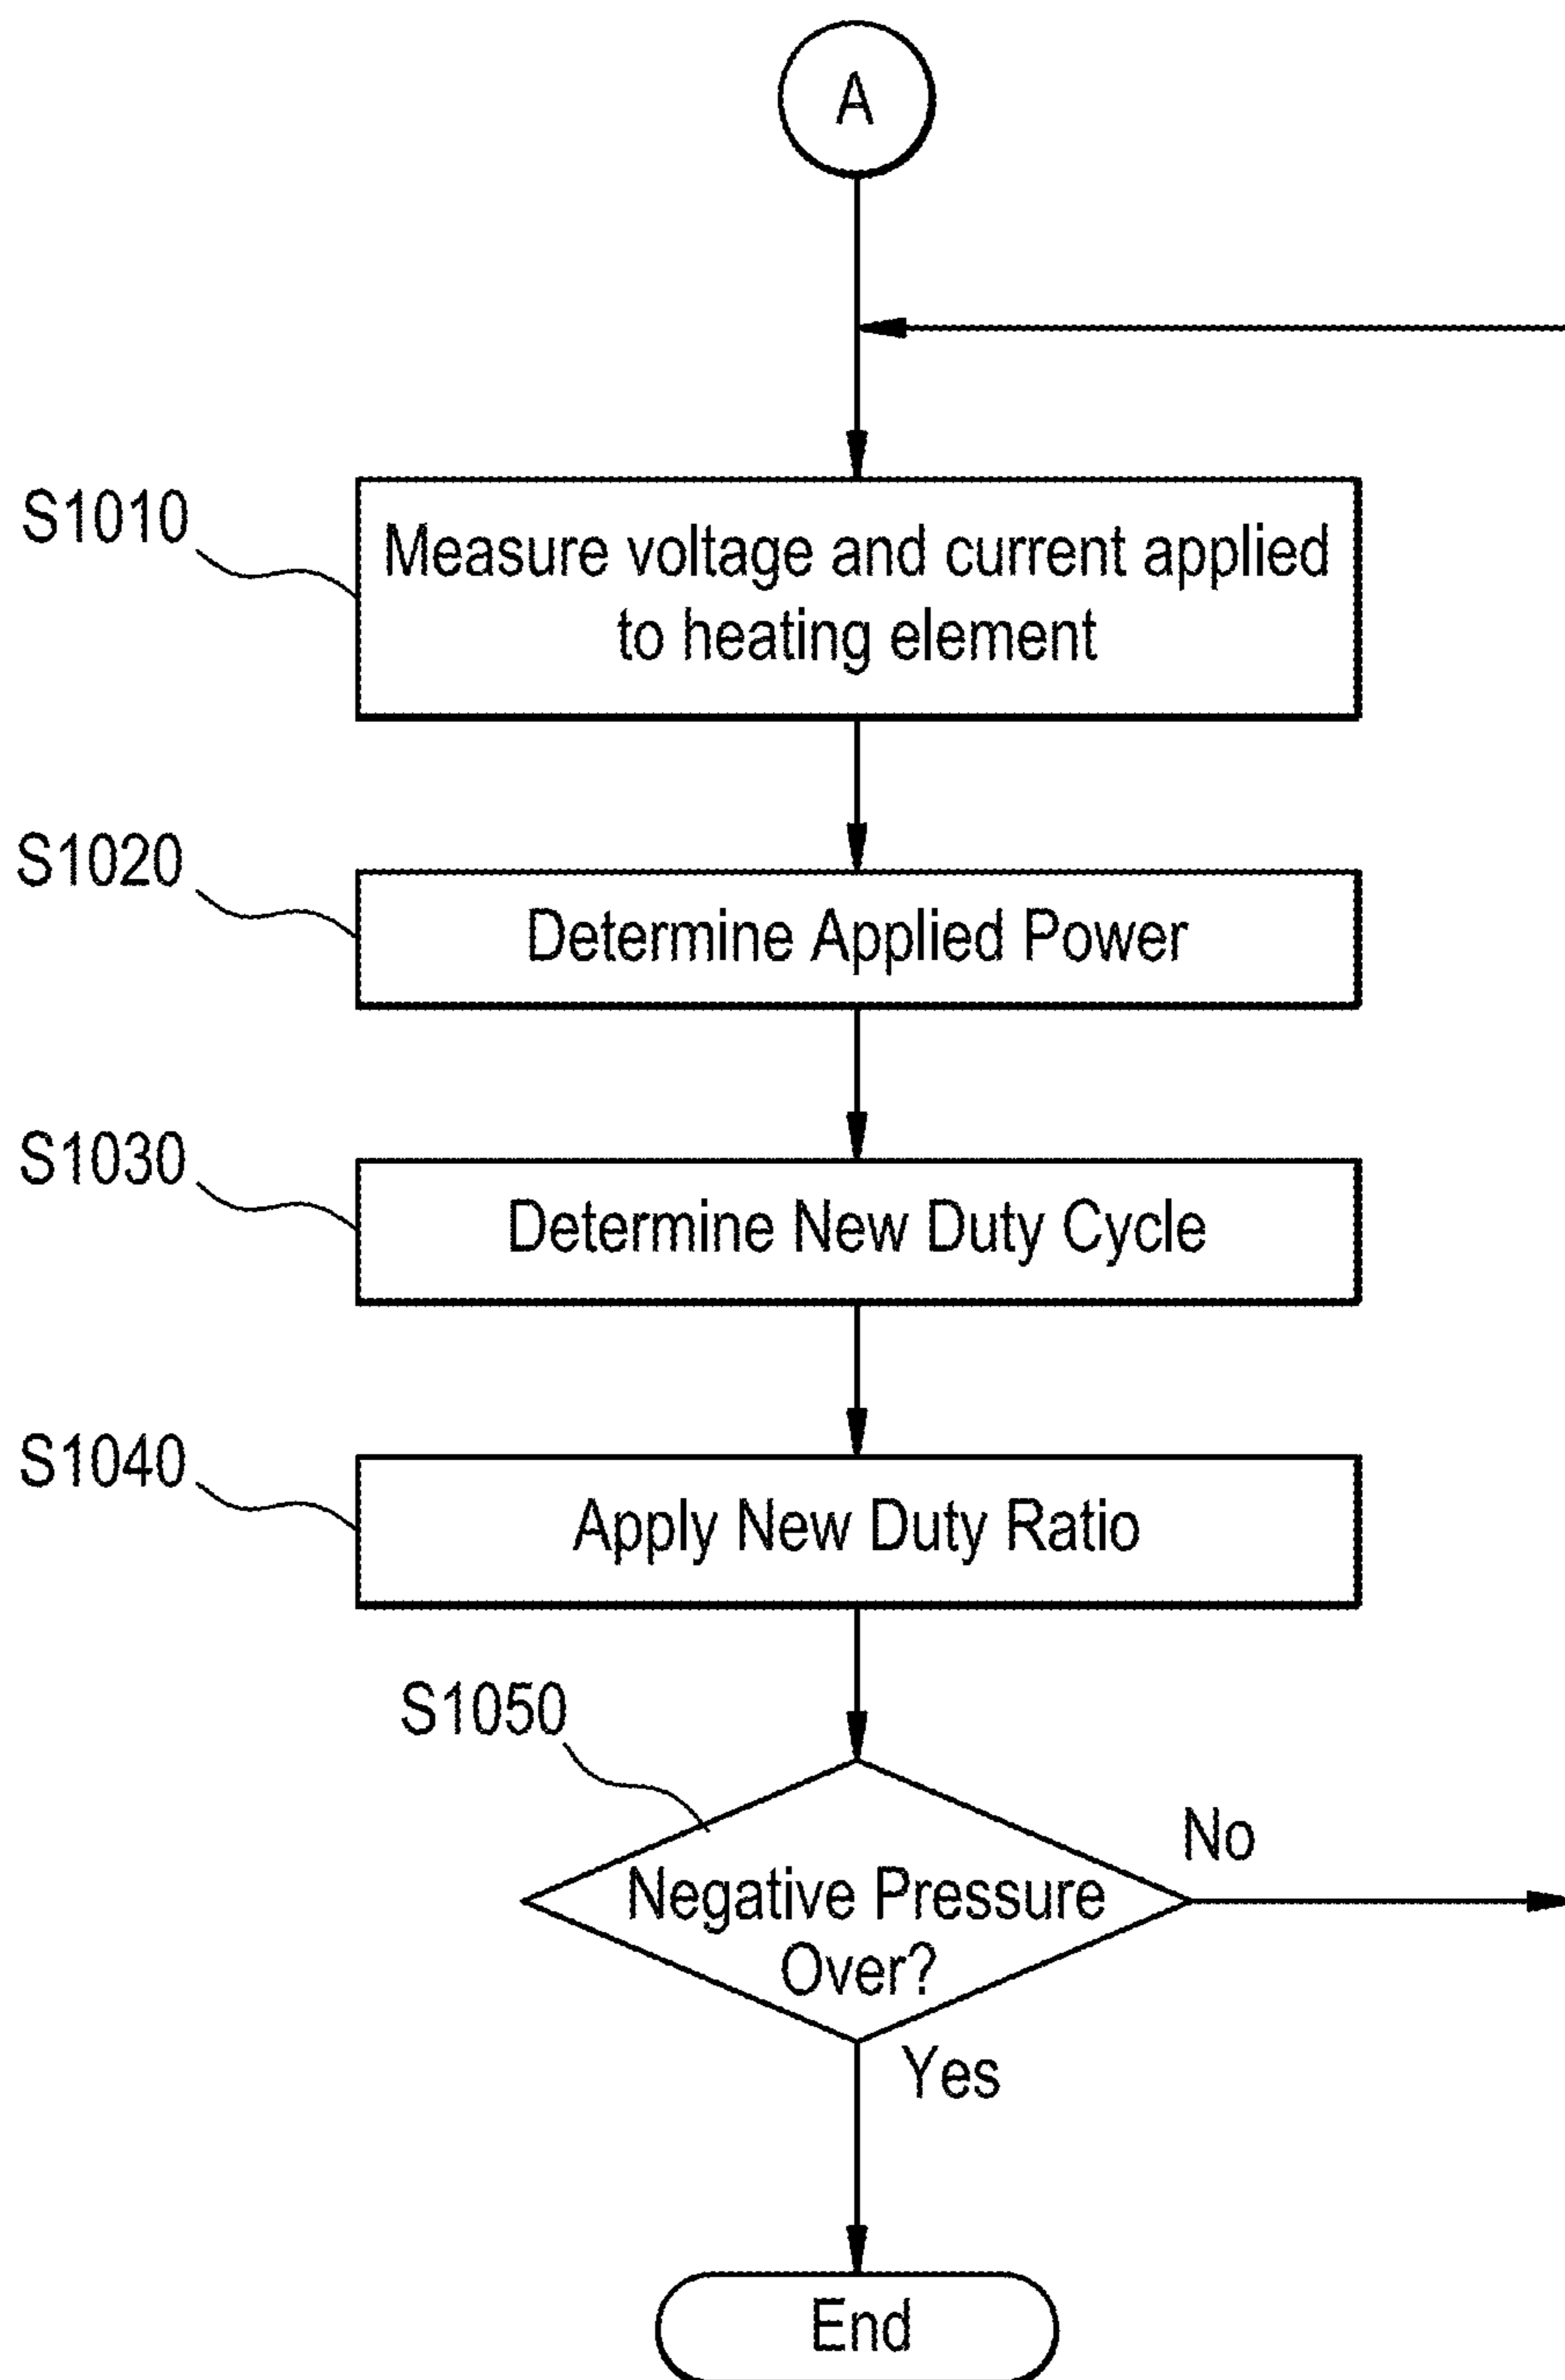 A
S1010
Measure voltage and current applied
to heating element
S1020
Determine Applied Power
S1030
Determine New Duty Cycle
S1040
Apply New Duty Ratio
S1050
Negative Pressure
Over?
No
Yes
End